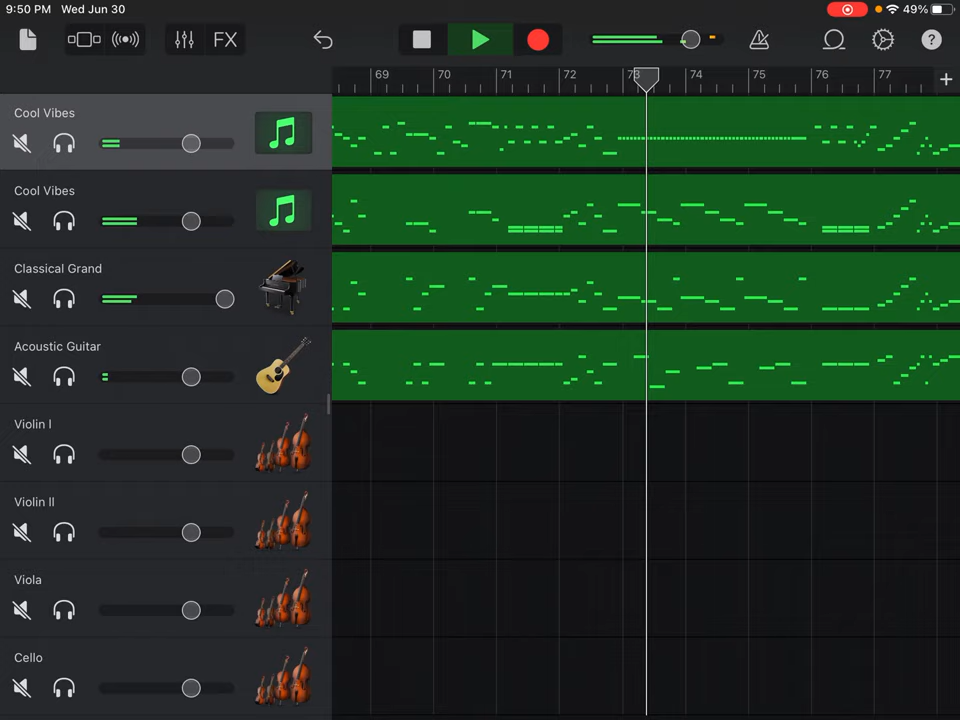 9:50 PM Wed Jun 30
49%
FX
?
69 70 71 72 73 74 75 76 77 +
Cool Vibes
Cool Vibes
Classical Grand
Acoustic Guitar
Violin I
Violin II
Viola
Cello